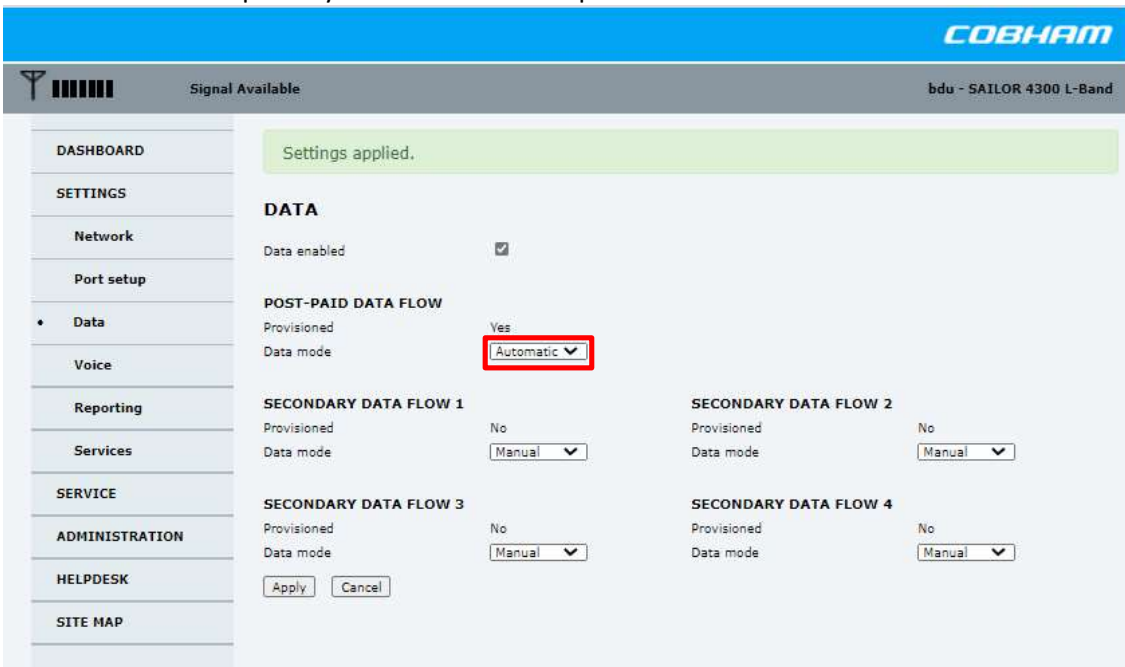 COBHAM
Signal Available
bdu - SAILOR 4300 L-Band
DASHBOARD
SETTINGS
Network
Port setup
Data
Voice
Reporting
Services
SERVICE
ADMINISTRATION
HELPDESK
SITE MAP
Settings applied.
DATA
Data enabled
POST-PAID DATA FLOW
Provisioned Yes
Data mode Automatic
SECONDARY DATA FLOW 1
Provisioned No
Data mode Manual
SECONDARY DATA FLOW 2
Provisioned No
Data mode Manual
SECONDARY DATA FLOW 3
Provisioned No
Data mode Manual
SECONDARY DATA FLOW 4
Provisioned No
Data mode Manual
Apply Cancel